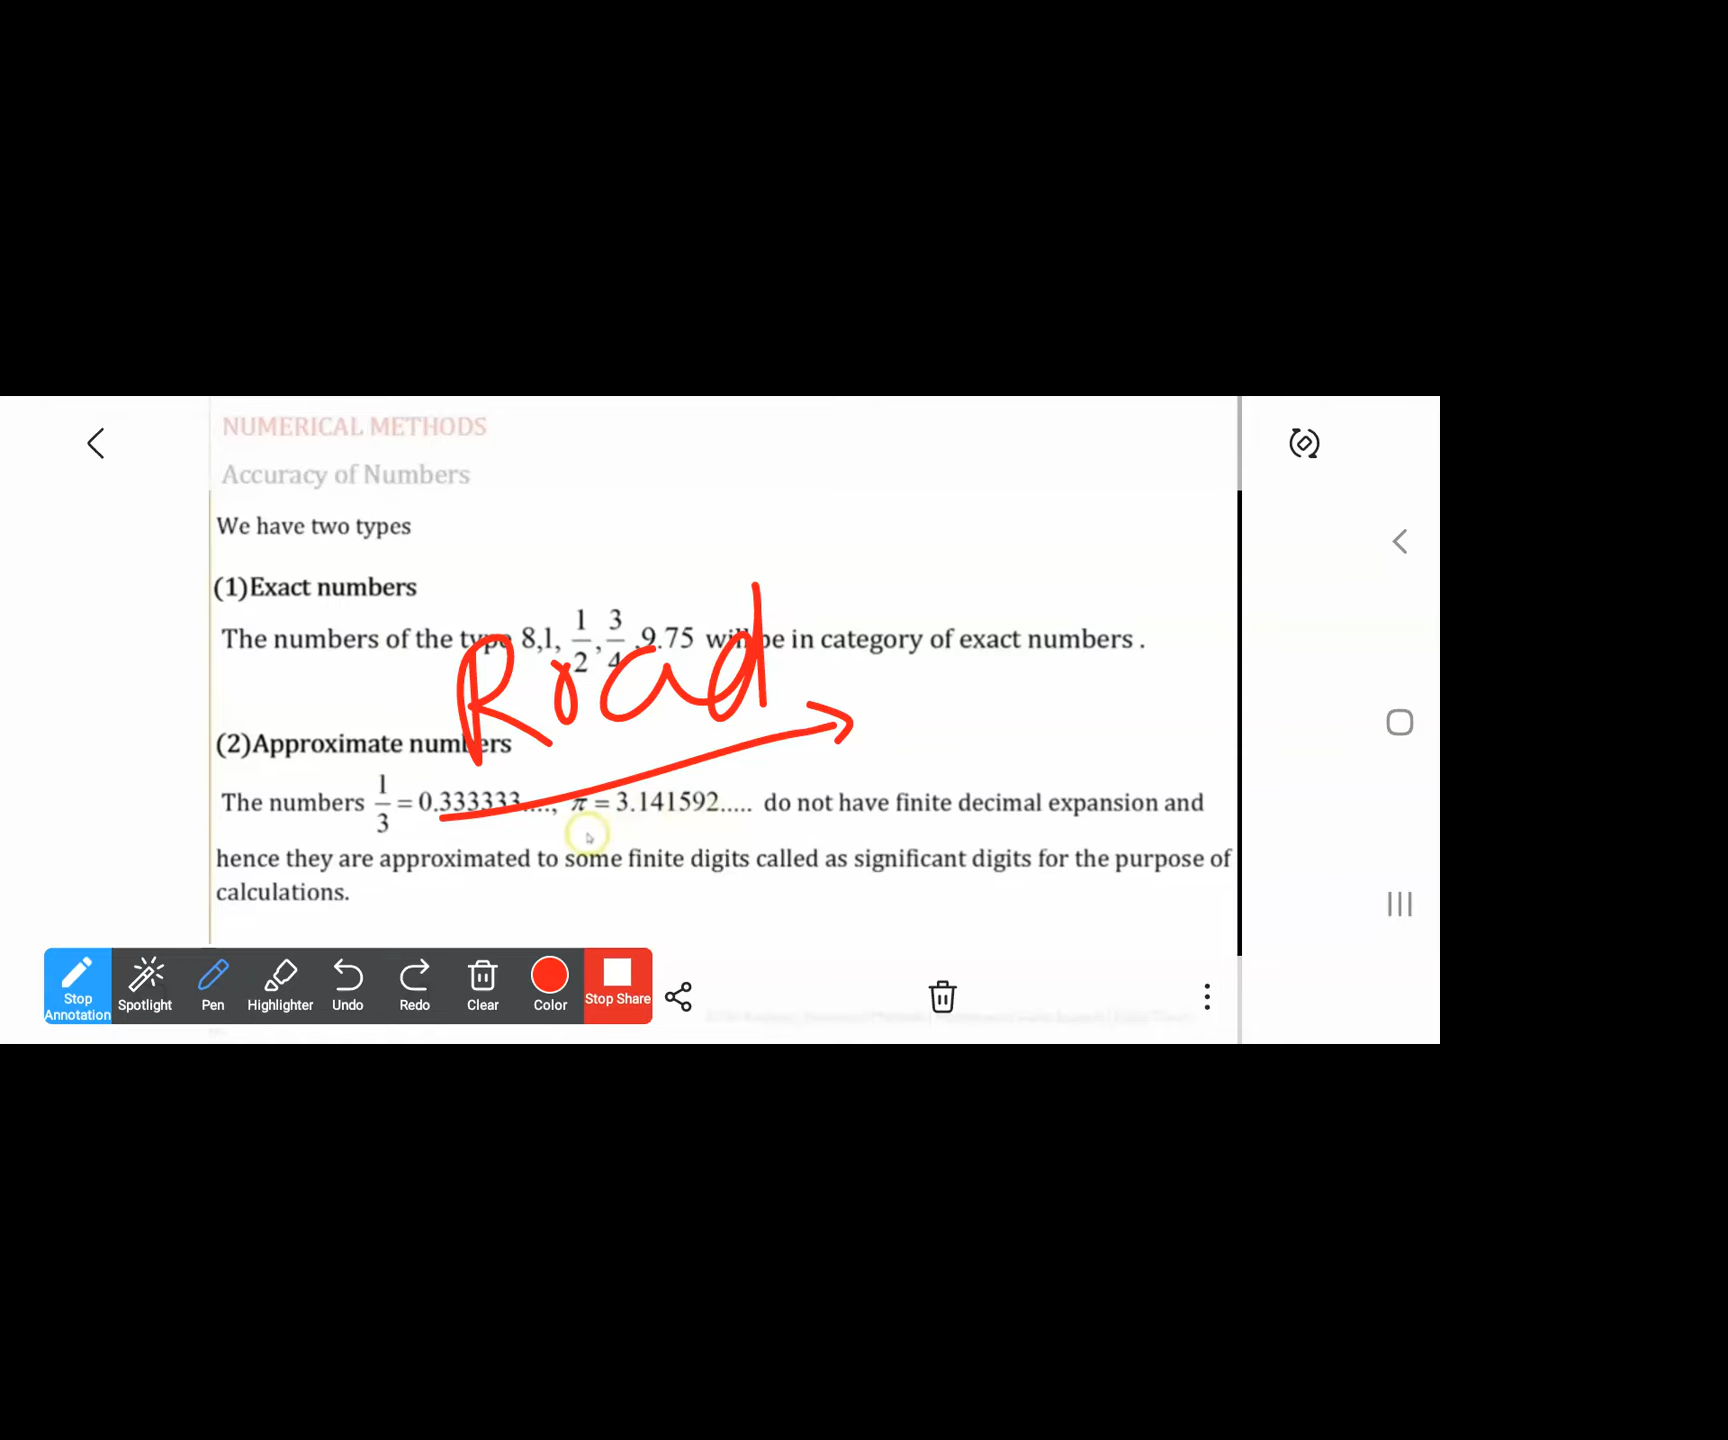 NUMERICAL METHODS
Accuracy of Numbers
We have two types
(1)Exact numbers
The numbers of the type 8,1, 1/2, 3/4, 9.75 will be in category of exact numbers .
Road
(2)Approximate numbers
The numbers 1/3 = 0.333333...., π = 3.141592..... do not have finite decimal expansion and
hence they are approximated to some finite digits called as significant digits for the purpose of
calculations.
Stop Annotation
Spotlight
Pen
Highlighter
Undo
Redo
Clear
Color
Stop Share